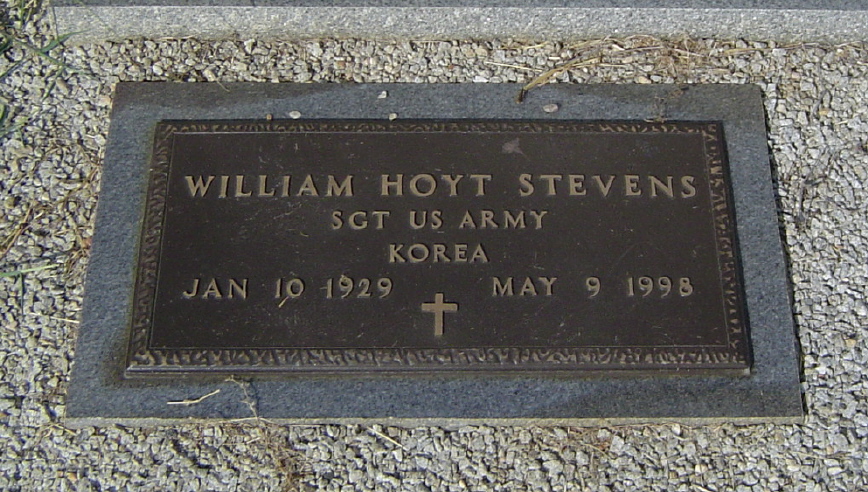 WILLIAM HOYT STEVENS
SGT US ARMY
KOREA
JAN 10 1929 MAY 9 1998